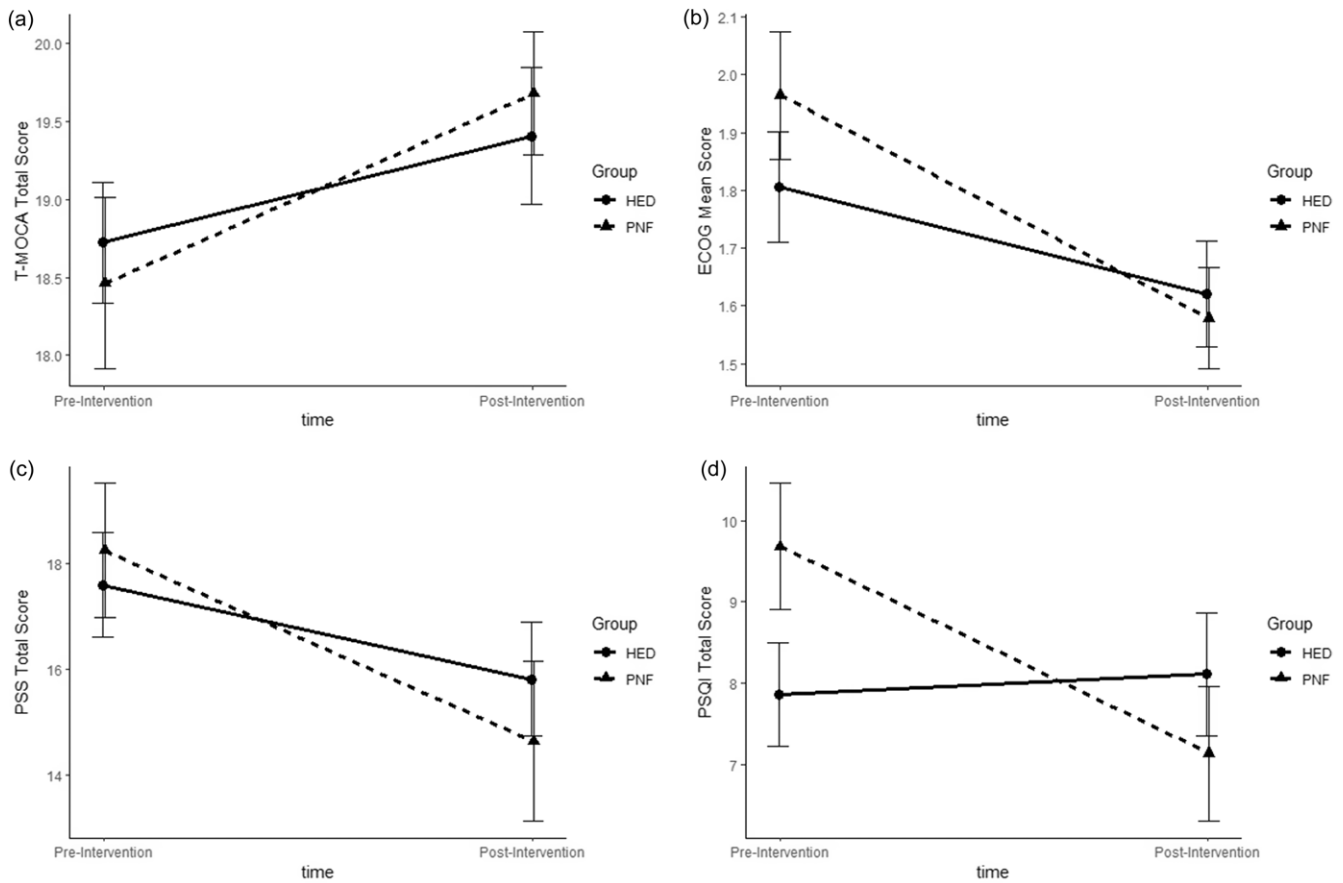 (a)
T-MOCA Total Score
20.0
19.5
19.0
18.5
18.0
Pre-Intervention
Post-Intervention
time
Group
HED
PNF
(b)
ECOG Mean Score
2.1
2.0
1.9
1.8
1.7
1.6
1.5
Pre-Intervention
Post-Intervention
time
Group
HED
PNF
(c)
PSS Total Score
18
16
14
Pre-Intervention
Post-Intervention
time
Group
HED
PNF
(d)
PSQI Total Score
10
9
8
7
Pre-Intervention
Post-Intervention
time
Group
HED
PNF